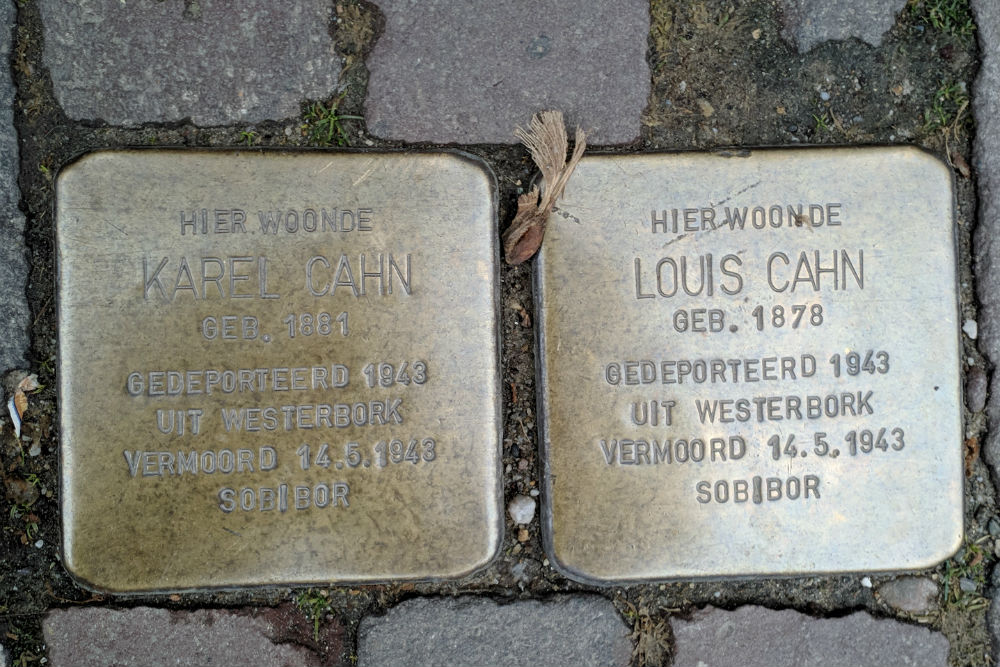 HIER WOONDE
KAREL CAHN
GEB. 1881
GEDEPORTEERD 1943
UIT WESTERBORK
VERMOORD 14.5.1943
SOBIBOR
HIER WOONDE
LOUIS CAHN
GEB. 1878
GEDEPORTEERD 1943
UIT WESTERBORK
VERMOORD 14.5.1943
SOBIBOR